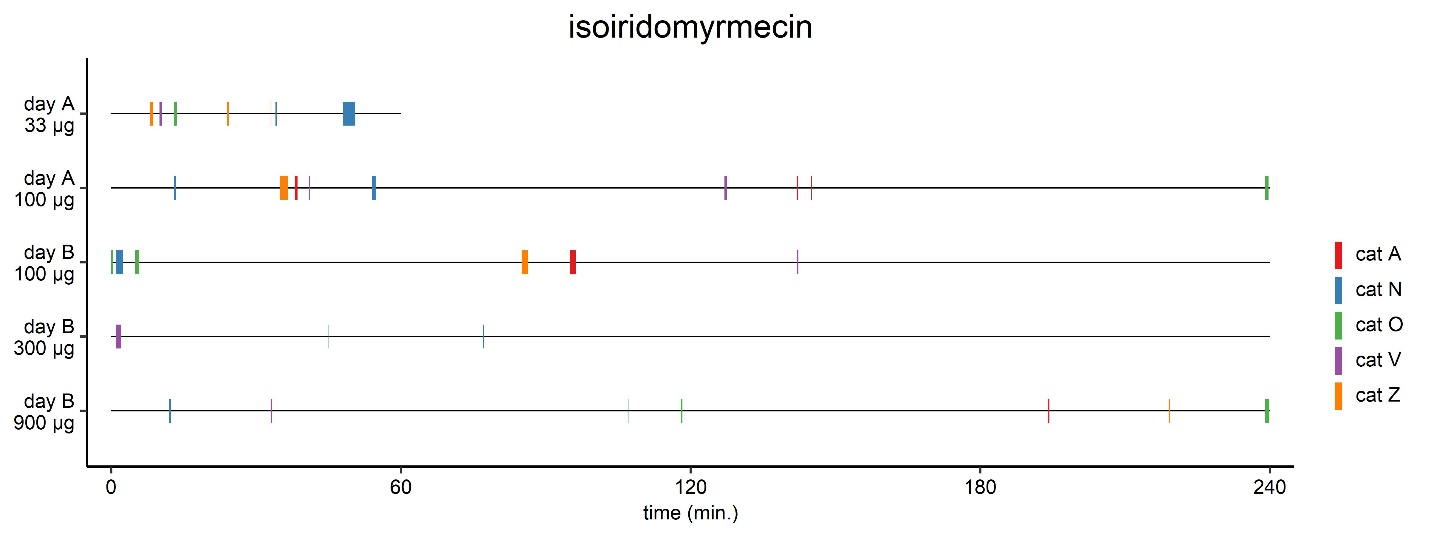 isoiridomyrmecin
day A
33 µg
day A
100 µg
day B
100 µg
day B
300 µg
day B
900 µg
cat A
cat N
cat O
cat V
cat Z
0 60 120 180 240
time (min.)